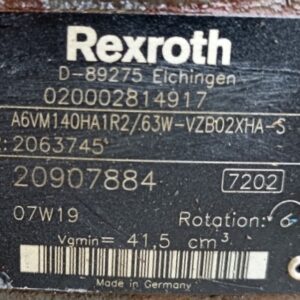 Rexroth
D-89275 Elchingen
020002814917
A6VM140HA1R2/.63W-VZB02XHA-S
: 2063745
20907884 7202
07W19 Rotation:
Vgmin= 41,5 cm³
Made in Germany